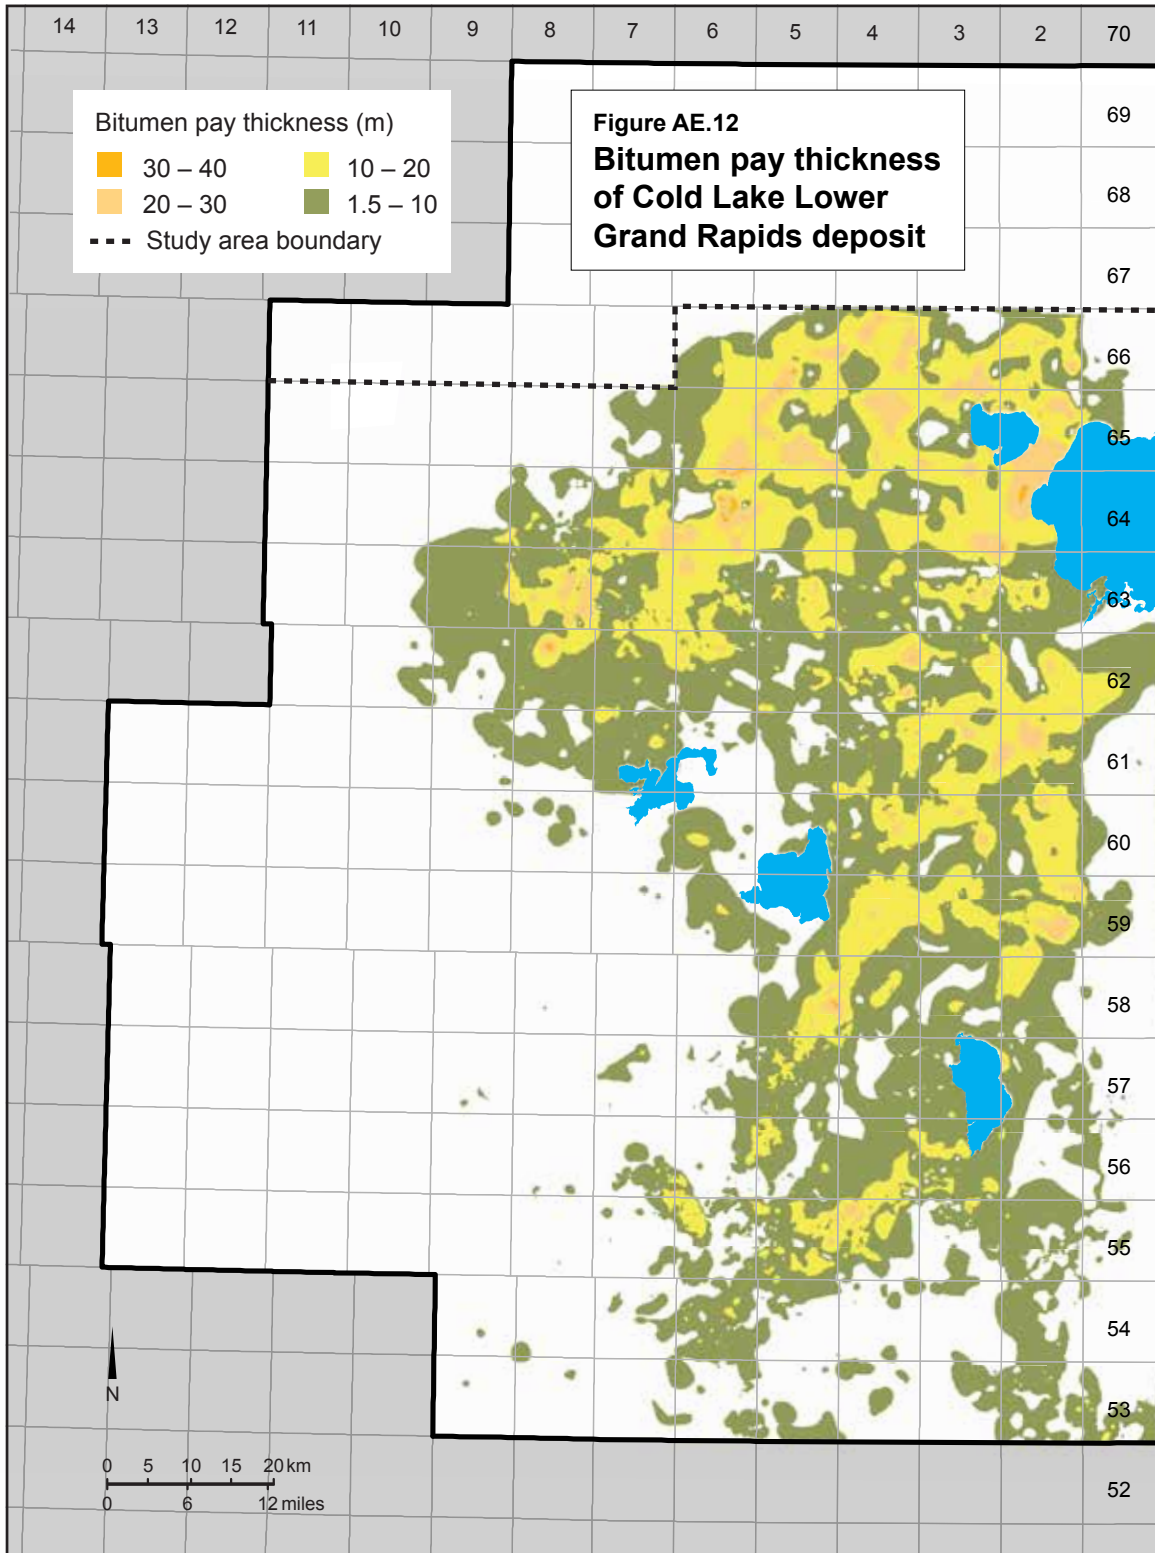 14 13 12 11 10 9 8 7 6 5 4 3 2 70
69
68
67
66
65
64
63
62
61
60
59
58
57
56
55
54
53
52
Bitumen pay thickness (m)
30 – 40 10 – 20
20 – 30 1.5 – 10
Study area boundary
Figure AE.12
Bitumen pay thickness
of Cold Lake Lower
Grand Rapids deposit
N
0 5 10 15 20 km
0 6 12 miles